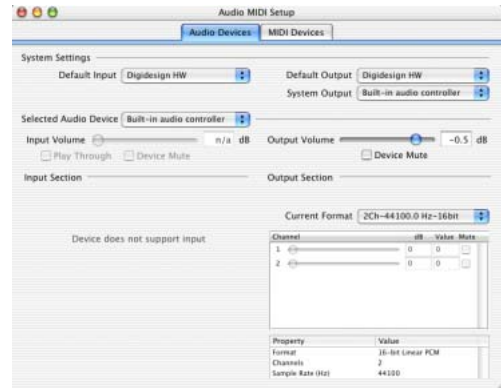 Audio MIDI Setup
Audio Devices MIDI Devices
System Settings
Default Input Digidesign HW Default Output Digidesign HW
System Output Built-in audio controller
Selected Audio Device Built-in audio controller
Input Volume n/a dB Output Volume -0.5 dB
Play Through Device Mute Device Mute
Input Section Output Section
Current Format 2Ch-44100.0 Hz-16bit
Device does not support input
Channel dB Value Mute
1 0 0
2 0 0
Property Value
Format 16-bit Linear PCM
Channels 2
Sample Rate (Hz) 44100